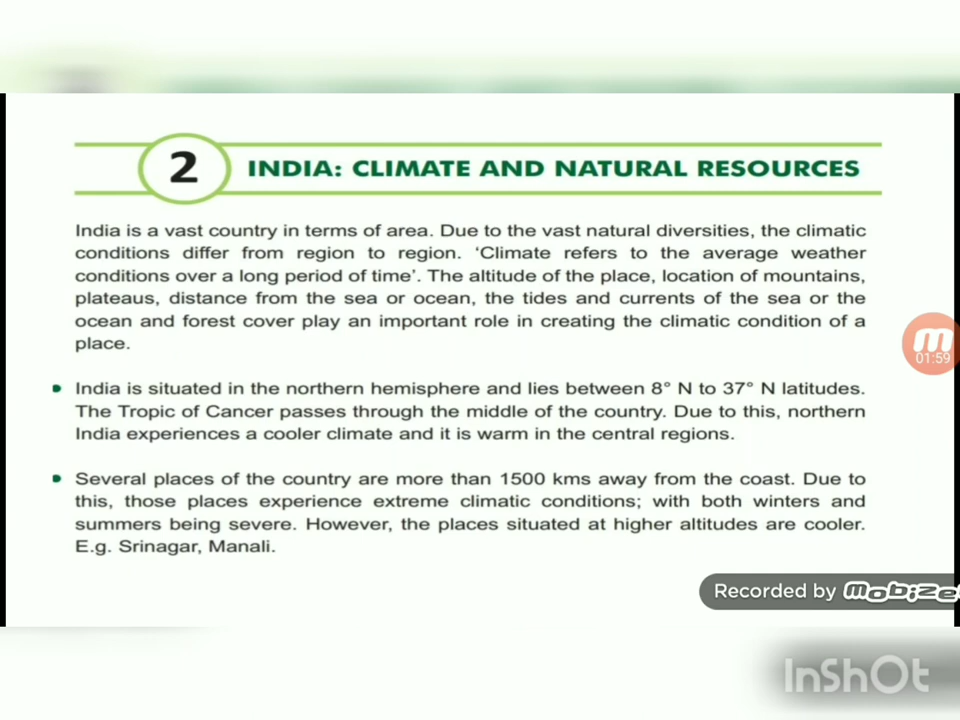 2
INDIA: CLIMATE AND NATURAL RESOURCES
India is a vast country in terms of area. Due to the vast natural diversities, the climatic
conditions differ from region to region. ‘Climate refers to the average weather
conditions over a long period of time’. The altitude of the place, location of mountains,
plateaus, distance from the sea or ocean, the tides and currents of the sea or the
ocean and forest cover play an important role in creating the climatic condition of a
place.
India is situated in the northern hemisphere and lies between 8° N to 37° N latitudes.
The Tropic of Cancer passes through the middle of the country. Due to this, northern
India experiences a cooler climate and it is warm in the central regions.
Several places of the country are more than 1500 kms away from the coast. Due to
this, those places experience extreme climatic conditions; with both winters and
summers being severe. However, the places situated at higher altitudes are cooler.
E.g. Srinagar, Manali.
01:59
Recorded by Mobize
InShOt